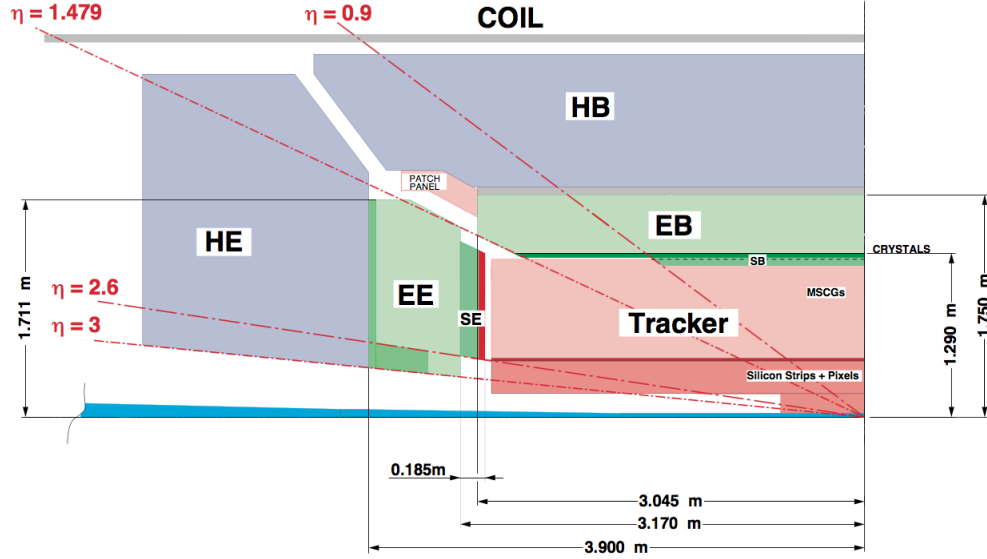 η = 1.479
η = 0.9
COIL
HB
PATCH
PANEL
HE
EB
CRYSTALS
SB
η = 2.6
EE
MSCGs
1.711 m
SE
Tracker
1.290 m
1.750 m
η = 3
Silicon Strips + Pixels
0.185m
3.045 m
3.170 m
3.900 m